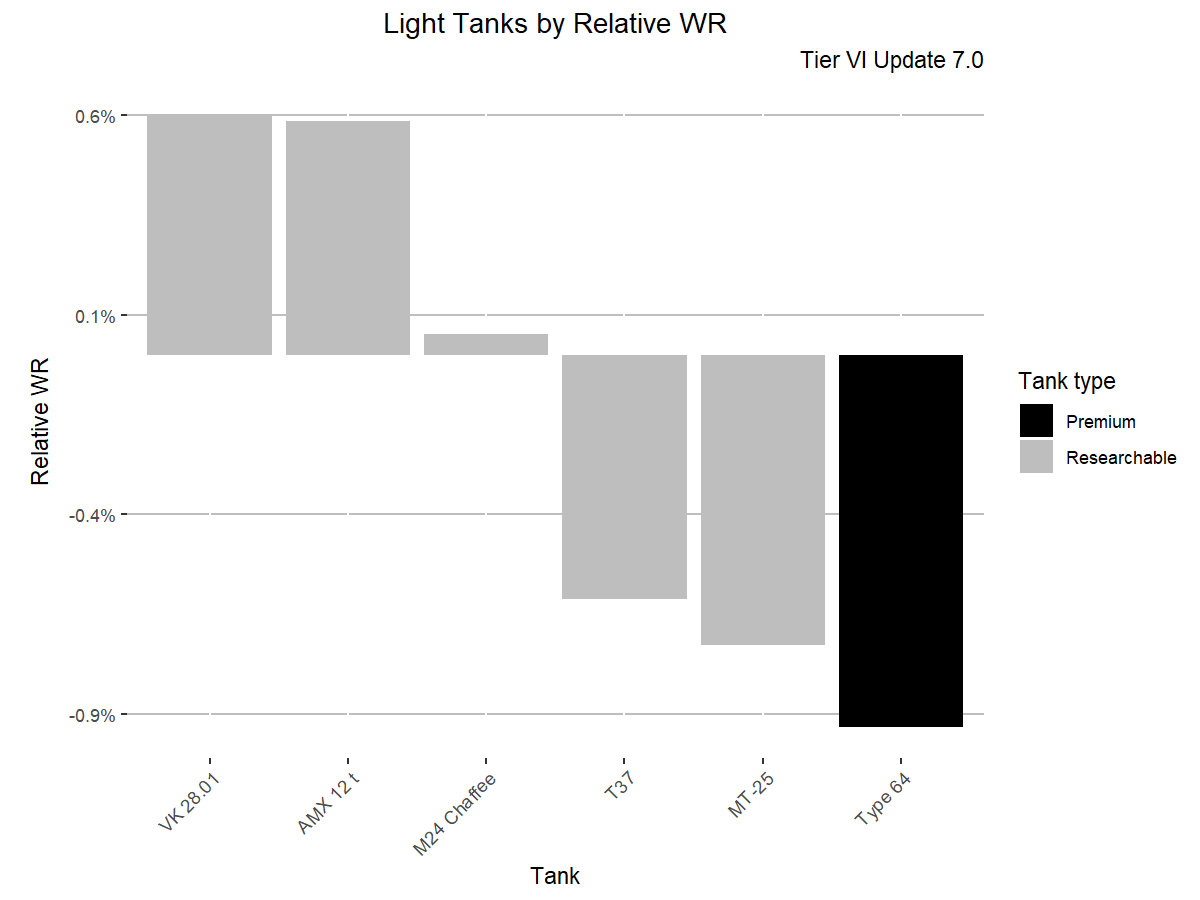 Light Tanks by Relative WR
Tier VI Update 7.0
0.6%
0.1%
-0.4%
-0.9%
Relative WR
VK 28.01
AMX 12 t
M24 Chaffee
T37
MT-25
Type 64
Tank
Tank type
Premium
Researchable